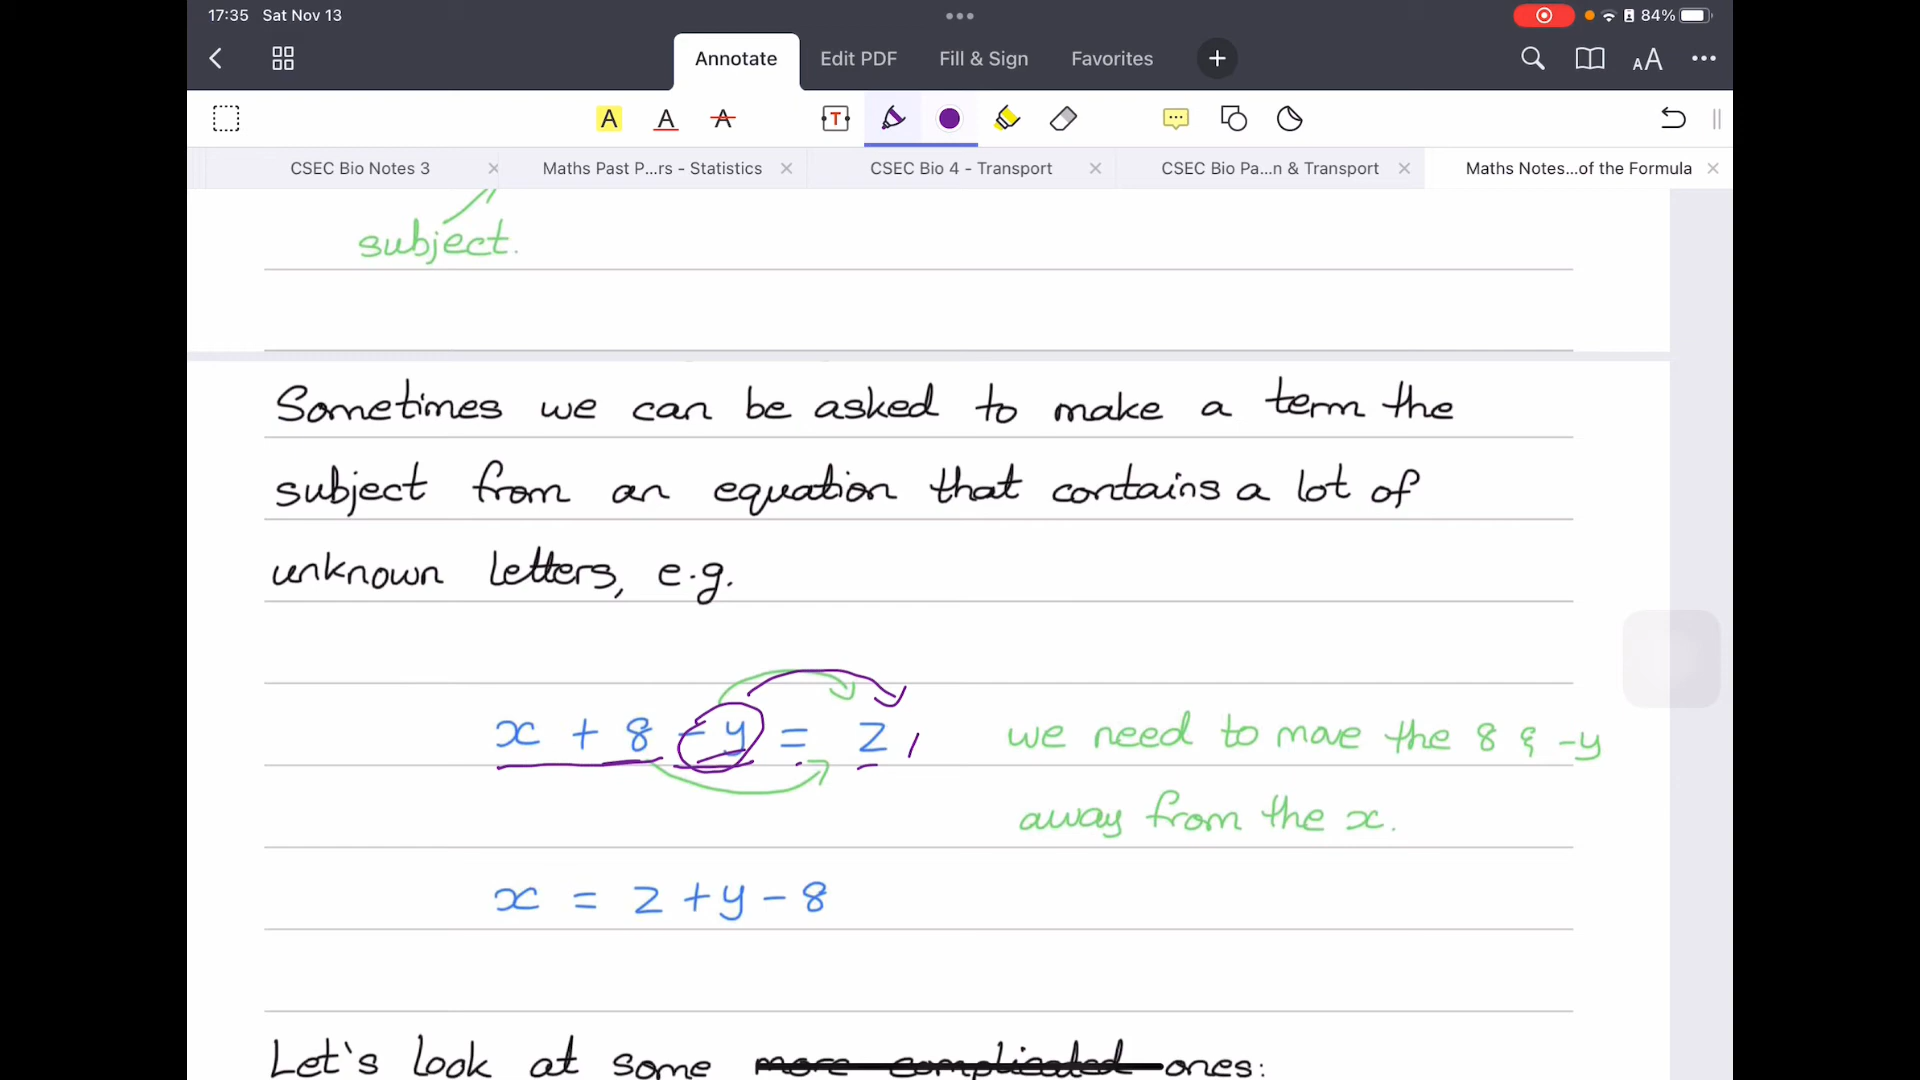 17:35 Sat Nov 13
84%
Annotate Edit PDF Fill & Sign Favorites
AA
A A A T
CSEC Bio Notes 3 Maths Past P...rs - Statistics CSEC Bio 4 - Transport CSEC Bio Pa...n & Transport Maths Notes...of the Formula
subject.
Sometimes we can be asked to make a term the
subject from an equation that contains a lot of
unknown letters, e.g.
x + 8 - y = z, we need to move the 8 & -y
away from the x.
x = z + y - 8
Let's look at some more complicated ones: